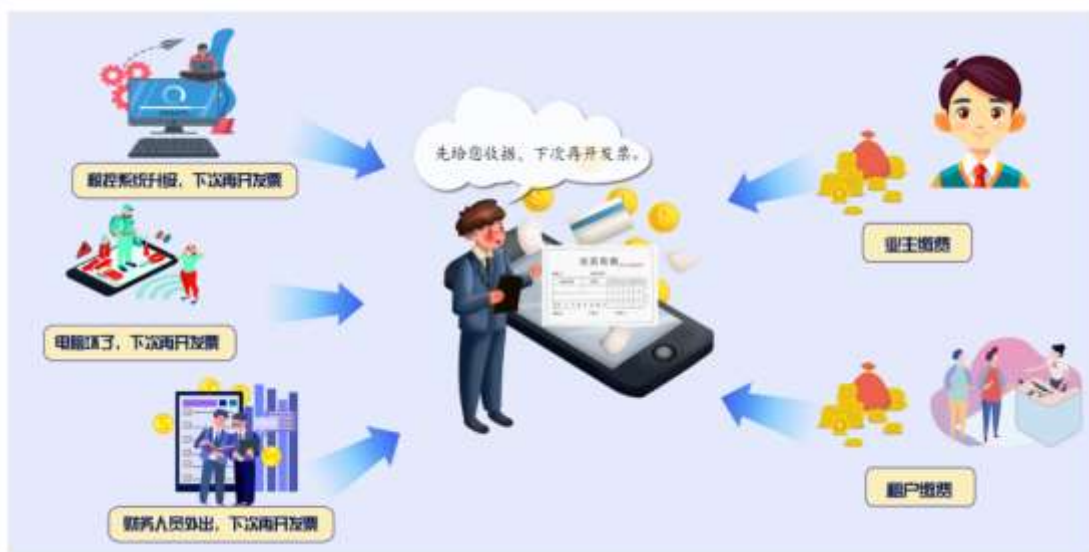 先给您收据，下次再开发票。
税控系统升级，下次再开发票
业主缴费
电脑坏了，下次再开发票
租户缴费
财务人员外出，下次再开发票